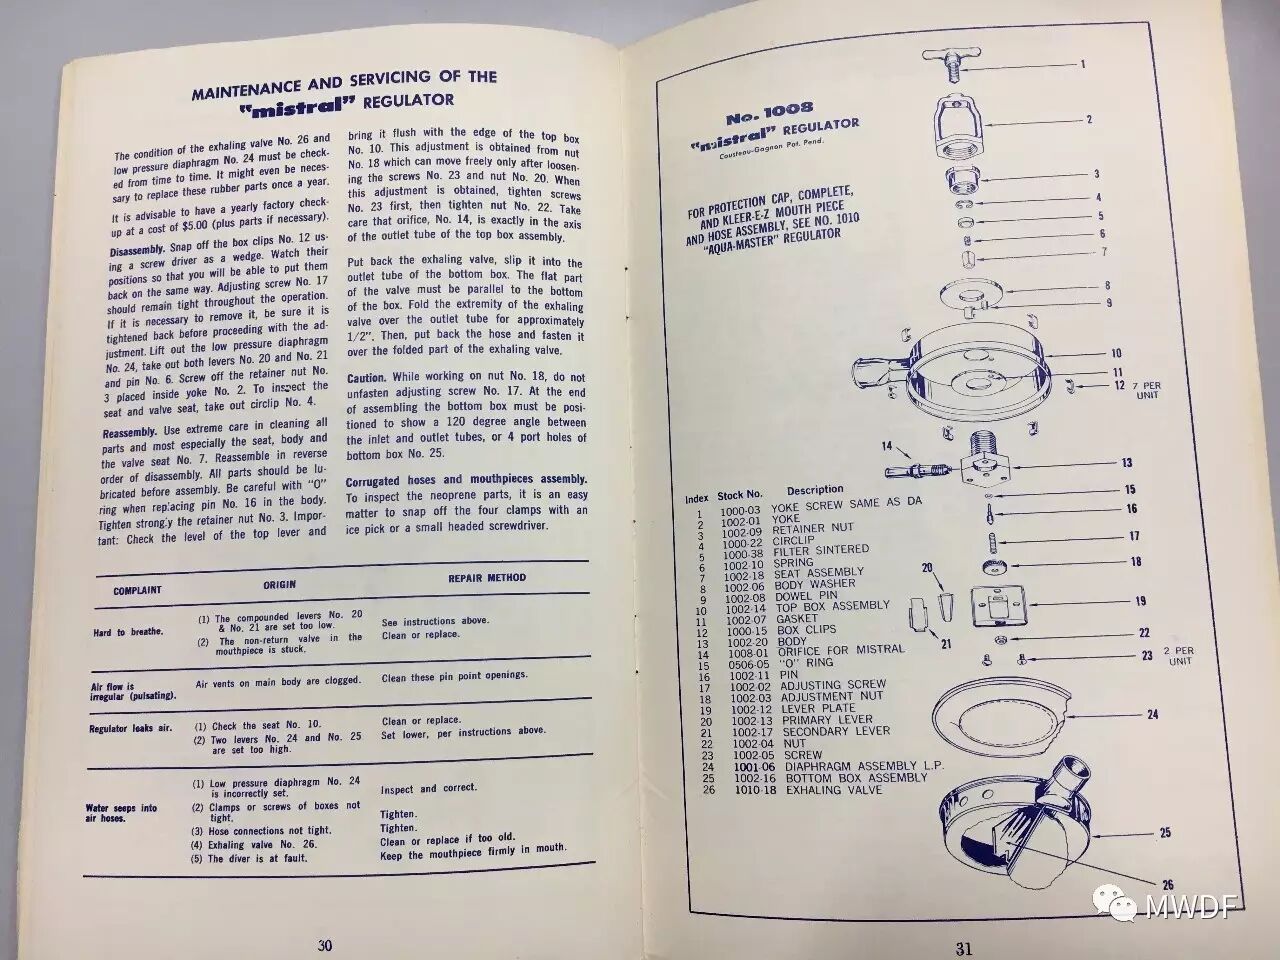 MAINTENANCE AND SERVICING OF THE
"mistral" REGULATOR
The condition of the exhaling valve No. 26 and
low pressure diaphragm No. 24 must be check-
ed from time to time. It might even be neces-
sary to replace these rubber parts once a year.
It is advisable to have a yearly factory check-
up at a cost of $5.00 (plus parts if necessary).
Disassembly. Snap off the box clips No. 12 us-
ing a screw driver as a wedge. Watch their
positions so that you will be able to put them
back on the same way. Adjusting screw No. 17
should remain tight throughout the operation.
If it is necessary to remove it, be sure it is
tightened back before proceeding with the ad-
justment. Lift out the low pressure diaphragm
No. 24, take out both levers No. 20 and No. 21
and pin No. 6. Screw off the retainer nut No.
3 placed inside yoke No. 2. To inspect the
seat and valve seat, take out circlip No. 4.
Reassembly. Use extreme care in cleaning all
parts and most especially the seat, body and
the valve seat No. 7. Reassemble in reverse
order of disassembly. All parts should be lu-
bricated before assembly. Be careful with "O"
ring when replacing pin No. 16 in the body.
Tighten strongly the retainer nut No. 3. Impor-
tant: Check the level of the top lever and
bring it flush with the edge of the top box
No. 10. This adjustment is obtained from nut
No. 18 which can move freely only after loosen-
ing the screws No. 23 and nut No. 20. When
this adjustment is obtained, tighten screws
No. 23 first, then tighten nut No. 22. Take
care that orifice, No. 14, is exactly in the axis
of the outlet tube of the top box assembly.
Put back the exhaling valve, slip it into the
outlet tube of the bottom box. The flat part
of the valve must be parallel to the bottom
of the box. Fold the extremity of the exhaling
valve over the outlet tube for approximately
1/2". Then, put back the hose and fasten it
over the folded part of the exhaling valve.
Caution. While working on nut No. 18, do not
unfasten adjusting screw No. 17. At the end
of assembling the bottom box must be posi-
tioned to show a 120 degree angle between
the inlet and outlet tubes, or 4 port holes of
bottom box No. 25.
Corrugated hoses and mouthpieces assembly.
To inspect the neoprene parts, it is an easy
matter to snap off the four clamps with an
ice pick or a small headed screwdriver.
COMPLAINT ORIGIN REPAIR METHOD
Hard to breathe.
(1) The compounded levers No. 20
& No. 21 are set too low.
(2) The non-return valve in the
mouthpiece is stuck.
See instructions above.
Clean or replace.
Air flow is
irregular (pulsating).
Air vents on main body are clogged.
Clean these pin point openings.
Regulator leaks air.
(1) Check the seat No. 10.
(2) Two levers No. 24 and No. 25
are set too high.
Clean or replace.
Set lower, per instructions above.
Water seeps into
air hoses.
(1) Low pressure diaphragm No. 24
is incorrectly set.
(2) Clamps or screws of boxes not
tight.
(3) Hose connections not tight.
(4) Exhaling valve No. 26.
(5) The diver is at fault.
Inspect and correct.
Tighten.
Tighten.
Clean or replace if too old.
Keep the mouthpiece firmly in mouth.
30
No. 1008
"mistral" REGULATOR
Cousteau-Gagnon Pat. Pend.
FOR PROTECTION CAP, COMPLETE,
AND KLEER-E-Z MOUTH PIECE
AND HOSE ASSEMBLY, SEE NO. 1010
"AQUA-MASTER" REGULATOR
1
2
3
4
5
6
7
8
9
10
11
12 7 PER
UNIT
14
13
15
16
17
18
20
19
21
22
23 2 PER
UNIT
24
25
26
Index Stock No. Description
1 1000-03 YOKE SCREW SAME AS DA
2 1002-01 YOKE
3 1002-09 RETAINER NUT
4 1000-22 CIRCLIP
5 1000-38 FILTER SINTERED
6 1002-10 SPRING
7 1002-18 SEAT ASSEMBLY
8 1002-06 BODY WASHER
9 1002-08 DOWEL PIN
10 1002-14 TOP BOX ASSEMBLY
11 1002-07 GASKET
12 1000-15 BOX CLIPS
13 1002-20 BODY
14 1008-01 ORIFICE FOR MISTRAL
15 0506-05 "O" RING
16 1002-11 PIN
17 1002-02 ADJUSTING SCREW
18 1002-03 ADJUSTMENT NUT
19 1002-12 LEVER PLATE
20 1002-13 PRIMARY LEVER
21 1002-17 SECONDARY LEVER
22 1002-04 NUT
23 1002-05 SCREW
24 1001-06 DIAPHRAGM ASSEMBLY L.P.
25 1002-16 BOTTOM BOX ASSEMBLY
26 1010-18 EXHALING VALVE
31
MWDF